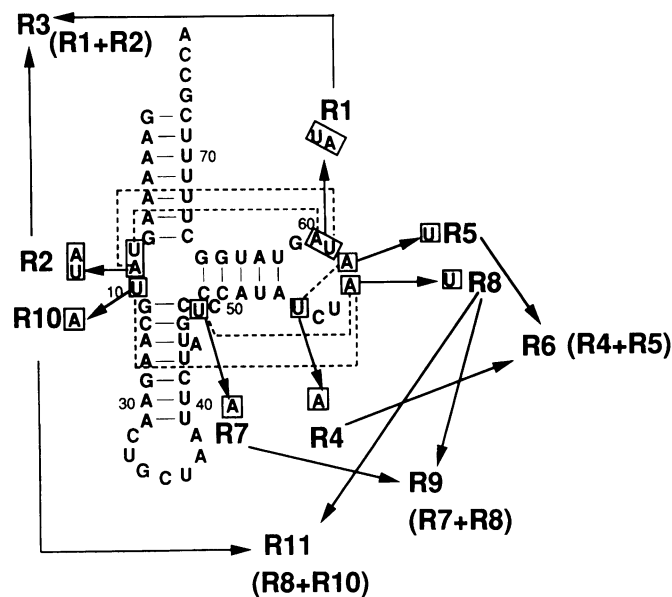 R3
(R1+R2)
A
C
C
G
G — C
A — U
A — U 70
A — U
A — U
A — U
G C
R1
UA
60
G A U
R2
A
U
U
A
U
10
R10 A
G G U A U
C C A U A
50
A
A
U C U
U R5
U R8
R6 (R4+R5)
G C U
C G
A U A
A U
G C
A U
A U
30
40
C
U
G
C
U
A
A
A
R7
A
R4
R9
(R7+R8)
R11
(R8+R10)